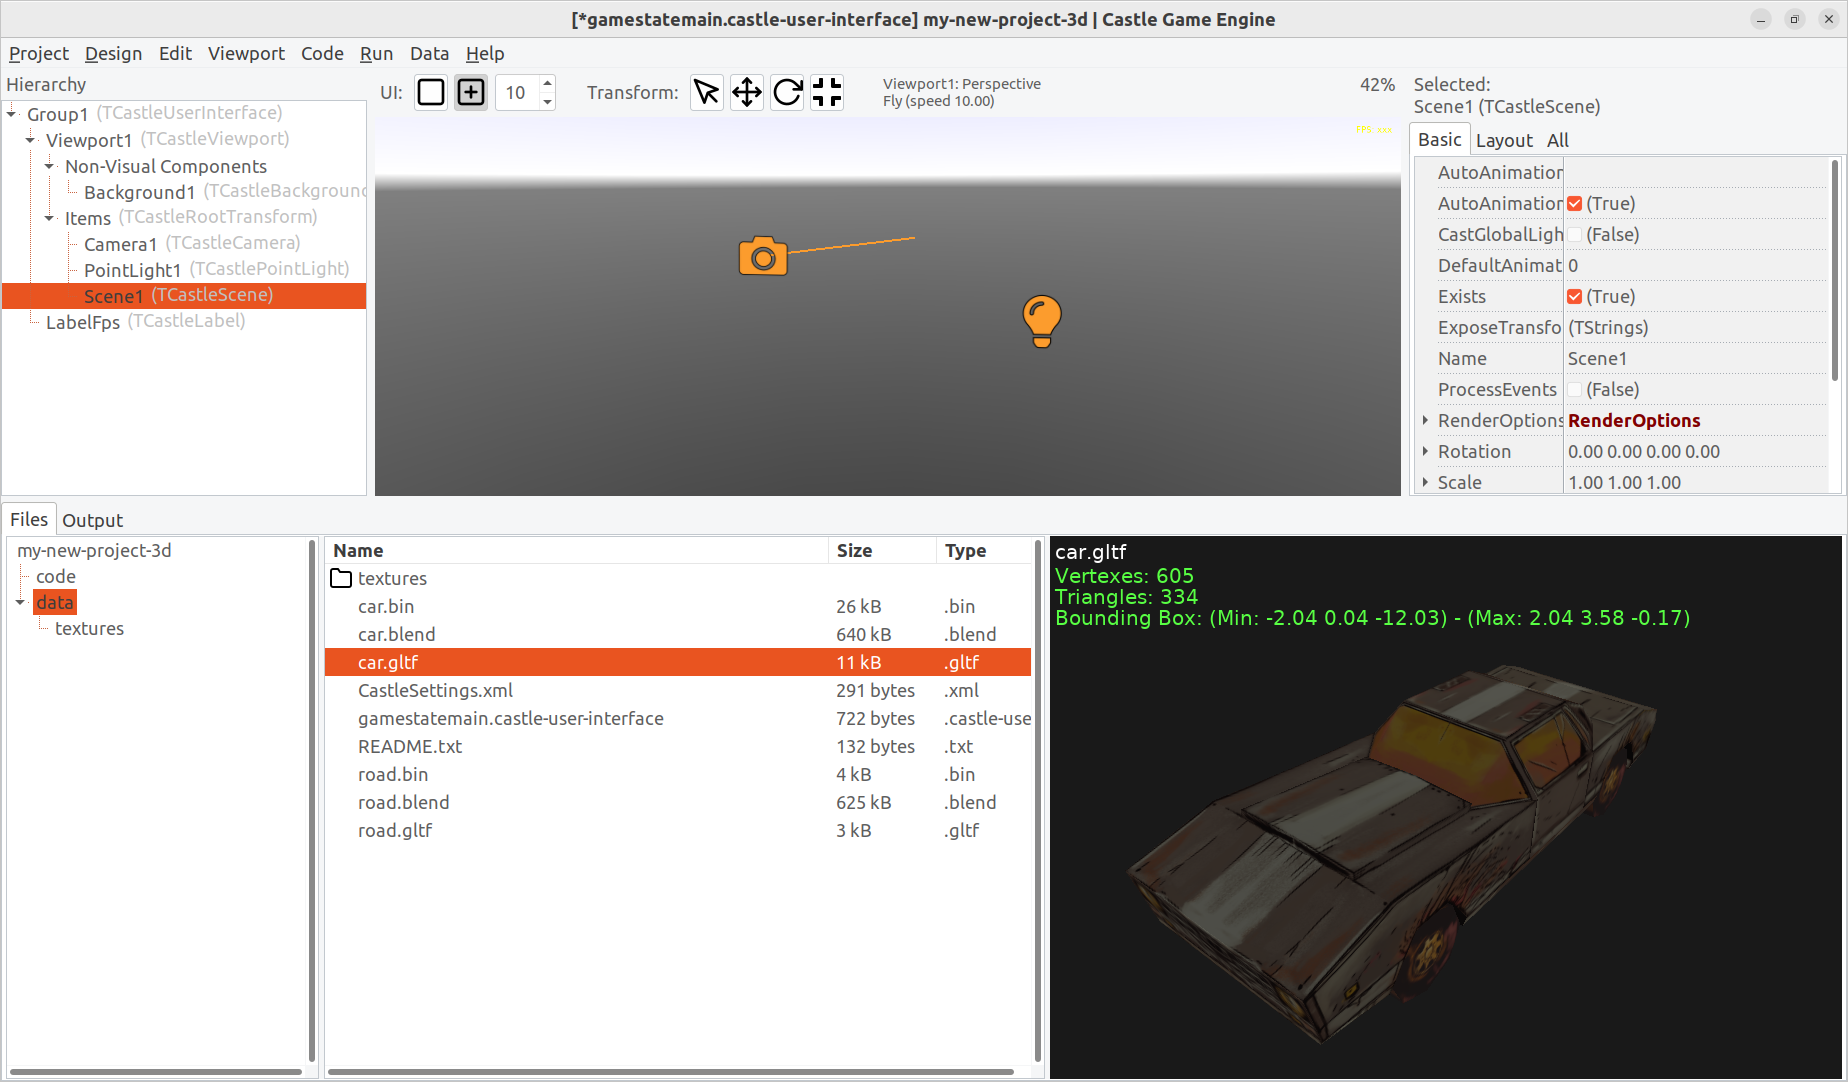 [*gamestatemain.castle-user-interface] my-new-project-3d | Castle Game Engine
Project Design Edit Viewport Code Run Data Help
Hierarchy
Group1 (TCastleUserInterface)
Viewport1 (TCastleViewport)
Non-Visual Components
Background1 (TCastleBackground
Items (TCastleRootTransform)
Camera1 (TCastleCamera)
PointLight1 (TCastlePointLight)
Scene1 (TCastleScene)
LabelFps (TCastleLabel)
UI: 10 Transform:
Viewport1: Perspective
Fly (speed 10.00)
42%
FPS: xxx
Selected:
Scene1 (TCastleScene)
Basic Layout All
AutoAnimation
AutoAnimation (True)
CastGlobalLigh (False)
DefaultAnimat 0
Exists (True)
ExposeTransfo (TStrings)
Name Scene1
ProcessEvents (False)
RenderOptions RenderOptions
Rotation 0.00 0.00 0.00 0.00
Scale 1.00 1.00 1.00
Files Output
my-new-project-3d
code
data
textures
Name Size Type
textures
car.bin 26 kB .bin
car.blend 640 kB .blend
car.gltf 11 kB .gltf
CastleSettings.xml 291 bytes .xml
gamestatemain.castle-user-interface 722 bytes .castle-use
README.txt 132 bytes .txt
road.bin 4 kB .bin
road.blend 625 kB .blend
road.gltf 3 kB .gltf
car.gltf
Vertexes: 605
Triangles: 334
Bounding Box: (Min: -2.04 0.04 -12.03) - (Max: 2.04 3.58 -0.17)